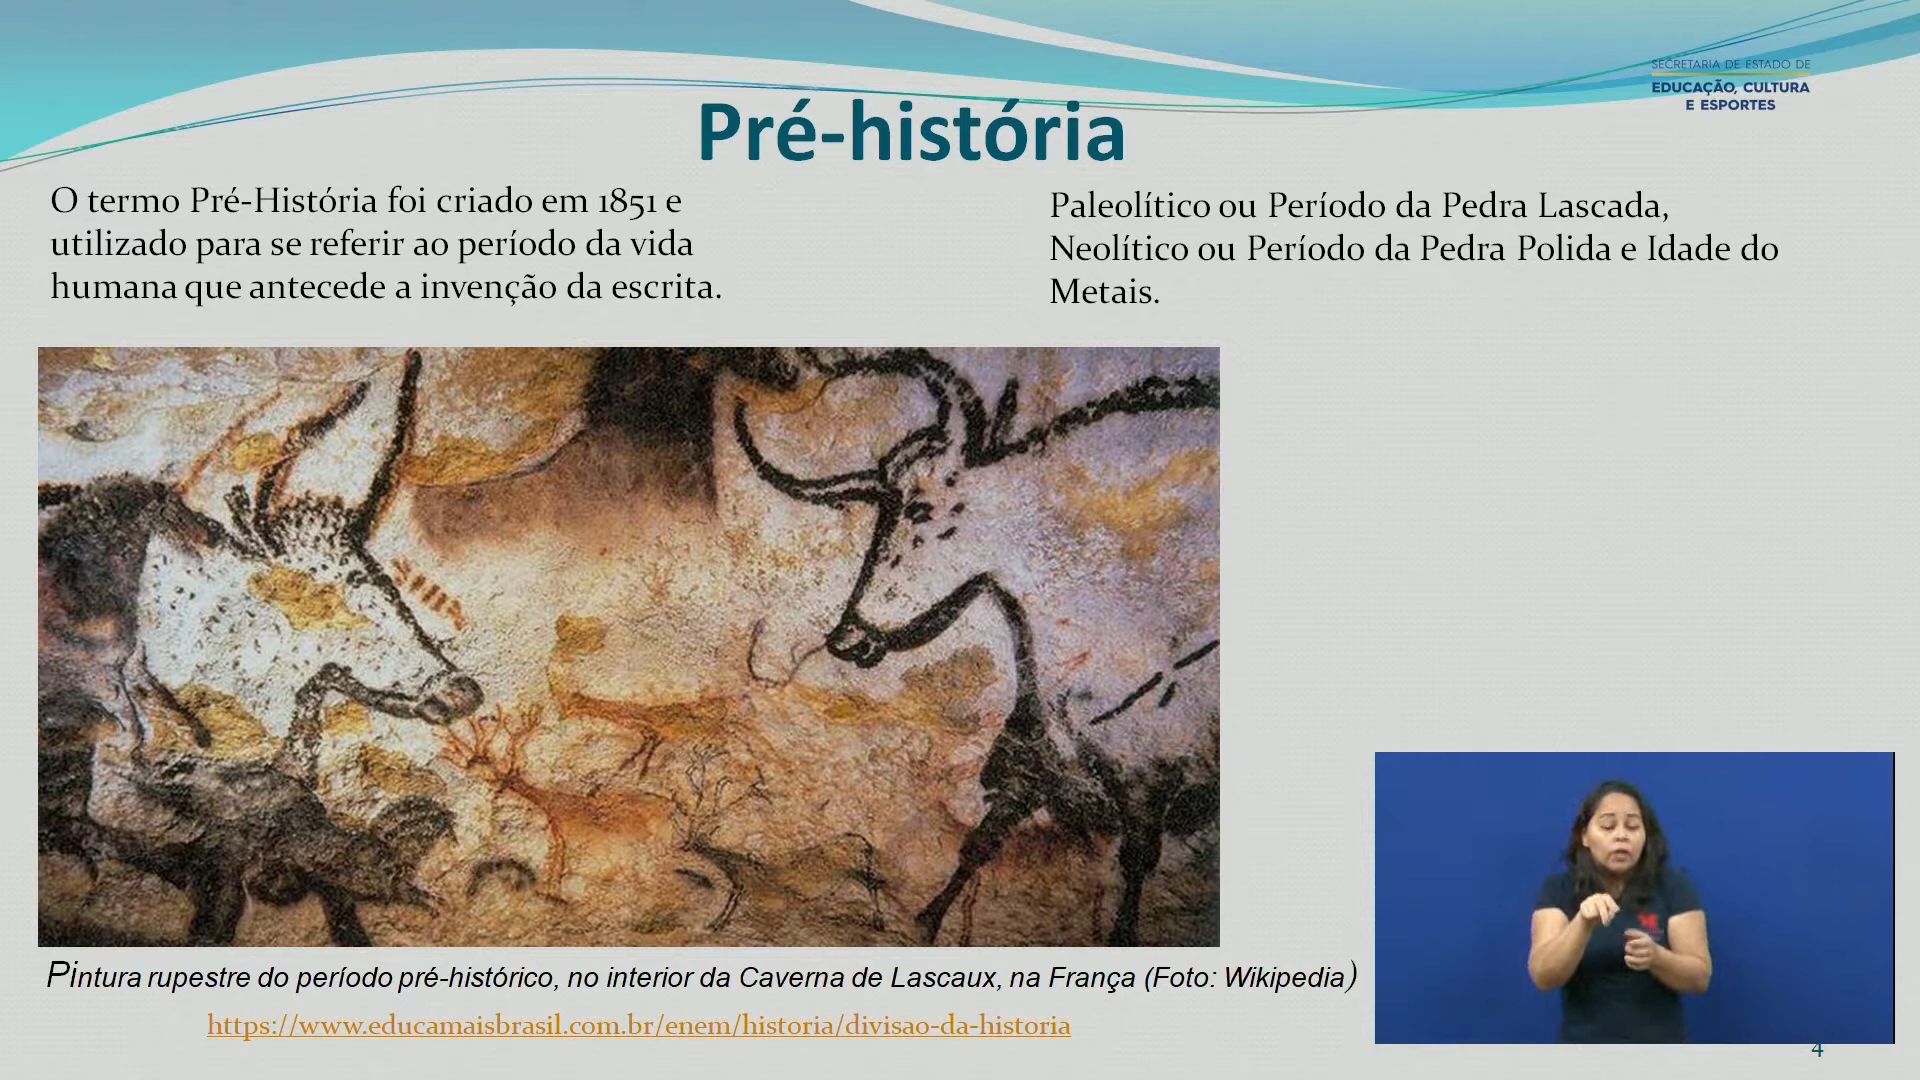 SECRETARIA DE ESTADO DE
EDUCAÇÃO, CULTURA
E ESPORTES
Pré-história
O termo Pré-História foi criado em 1851 e
utilizado para se referir ao período da vida
humana que antecede a invenção da escrita.
Paleolítico ou Período da Pedra Lascada,
Neolítico ou Período da Pedra Polida e Idade do
Metais.
Pintura rupestre do período pré-histórico, no interior da Caverna de Lascaux, na França (Foto: Wikipedia)
https://www.educamaisbrasil.com.br/enem/historia/divisao-da-historia
4